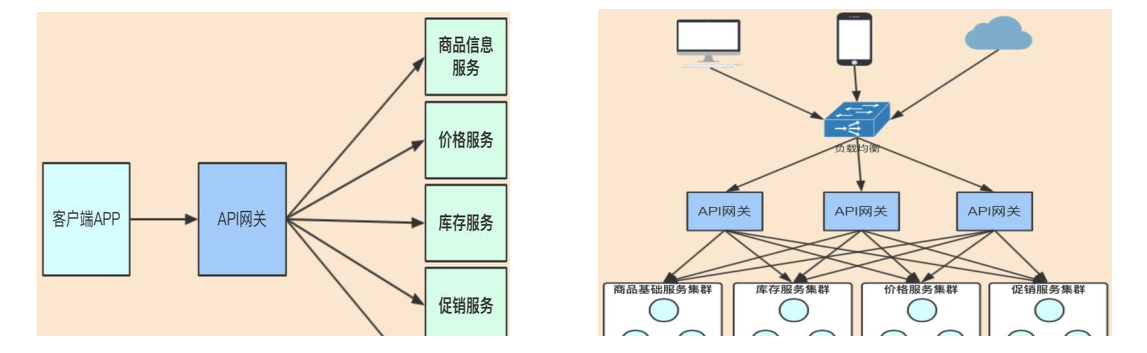 商品信息
服务
价格服务
客户端APP
API网关
库存服务
促销服务
负载均衡
API网关
API网关
API网关
商品基础服务集群
库存服务集群
价格服务集群
促销服务集群